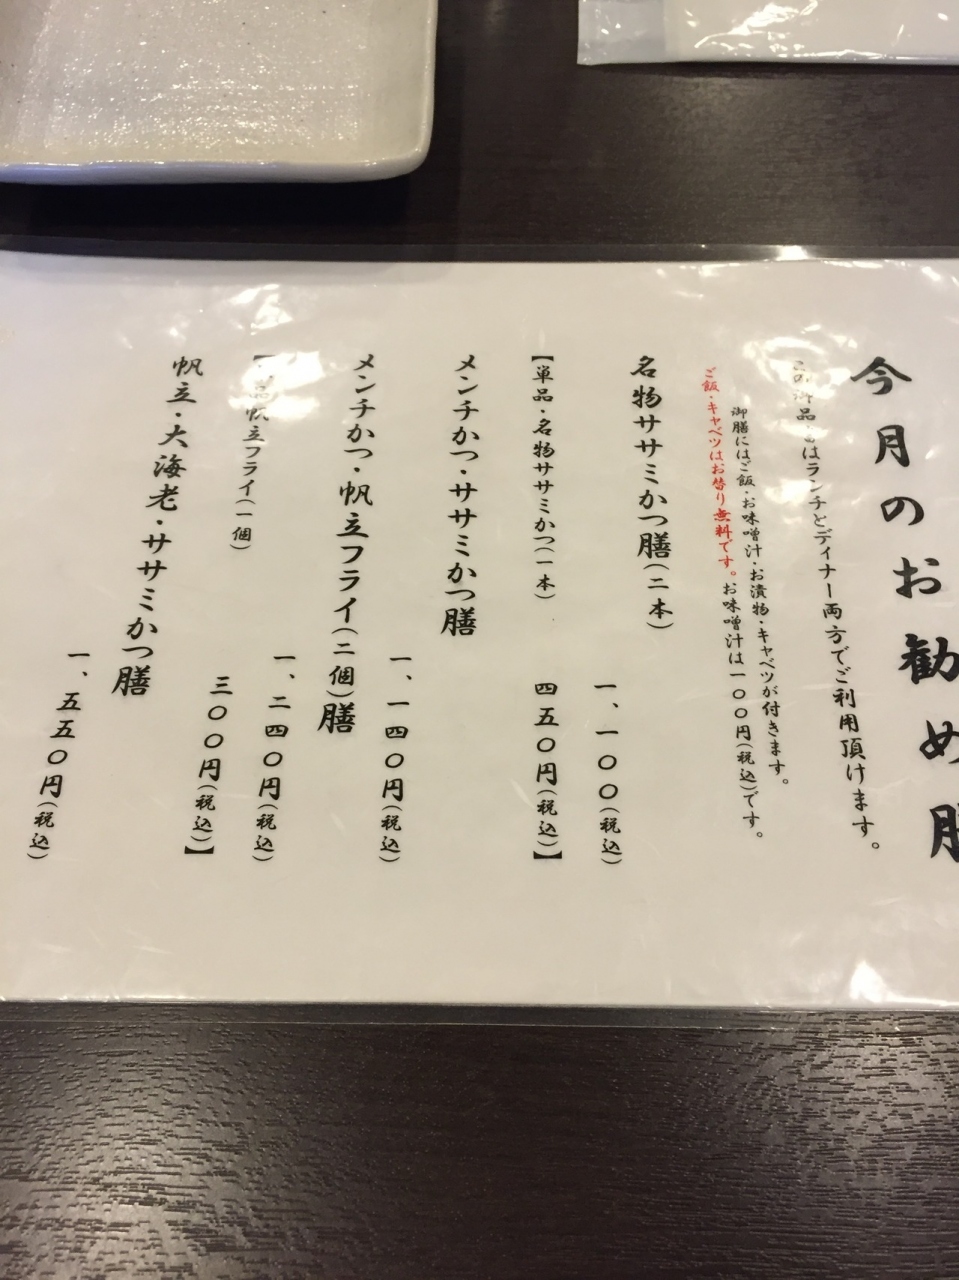 今月のお勧め
ランチとディナー両方でご利用頂けます。
御膳にはご飯・お味噌汁・お漬物・キャベツが付きます。
ご飯・キャベツはお替り無料です。お味噌汁は一〇〇円(税込)です。
名物ササミかつ膳(二本)
一、一〇〇(税込)
【単品・名物ササミかつ(一本)
四五〇円(税込)】
メンチかつ・ササミかつ膳
一、一四〇円(税込)
メンチかつ・帆立フライ(二個)膳
一、二四〇円(税込)
帆立フライ(一個)
三〇〇円(税込)】
帆立・大海老・ササミかつ膳
一、五五〇円(税込)